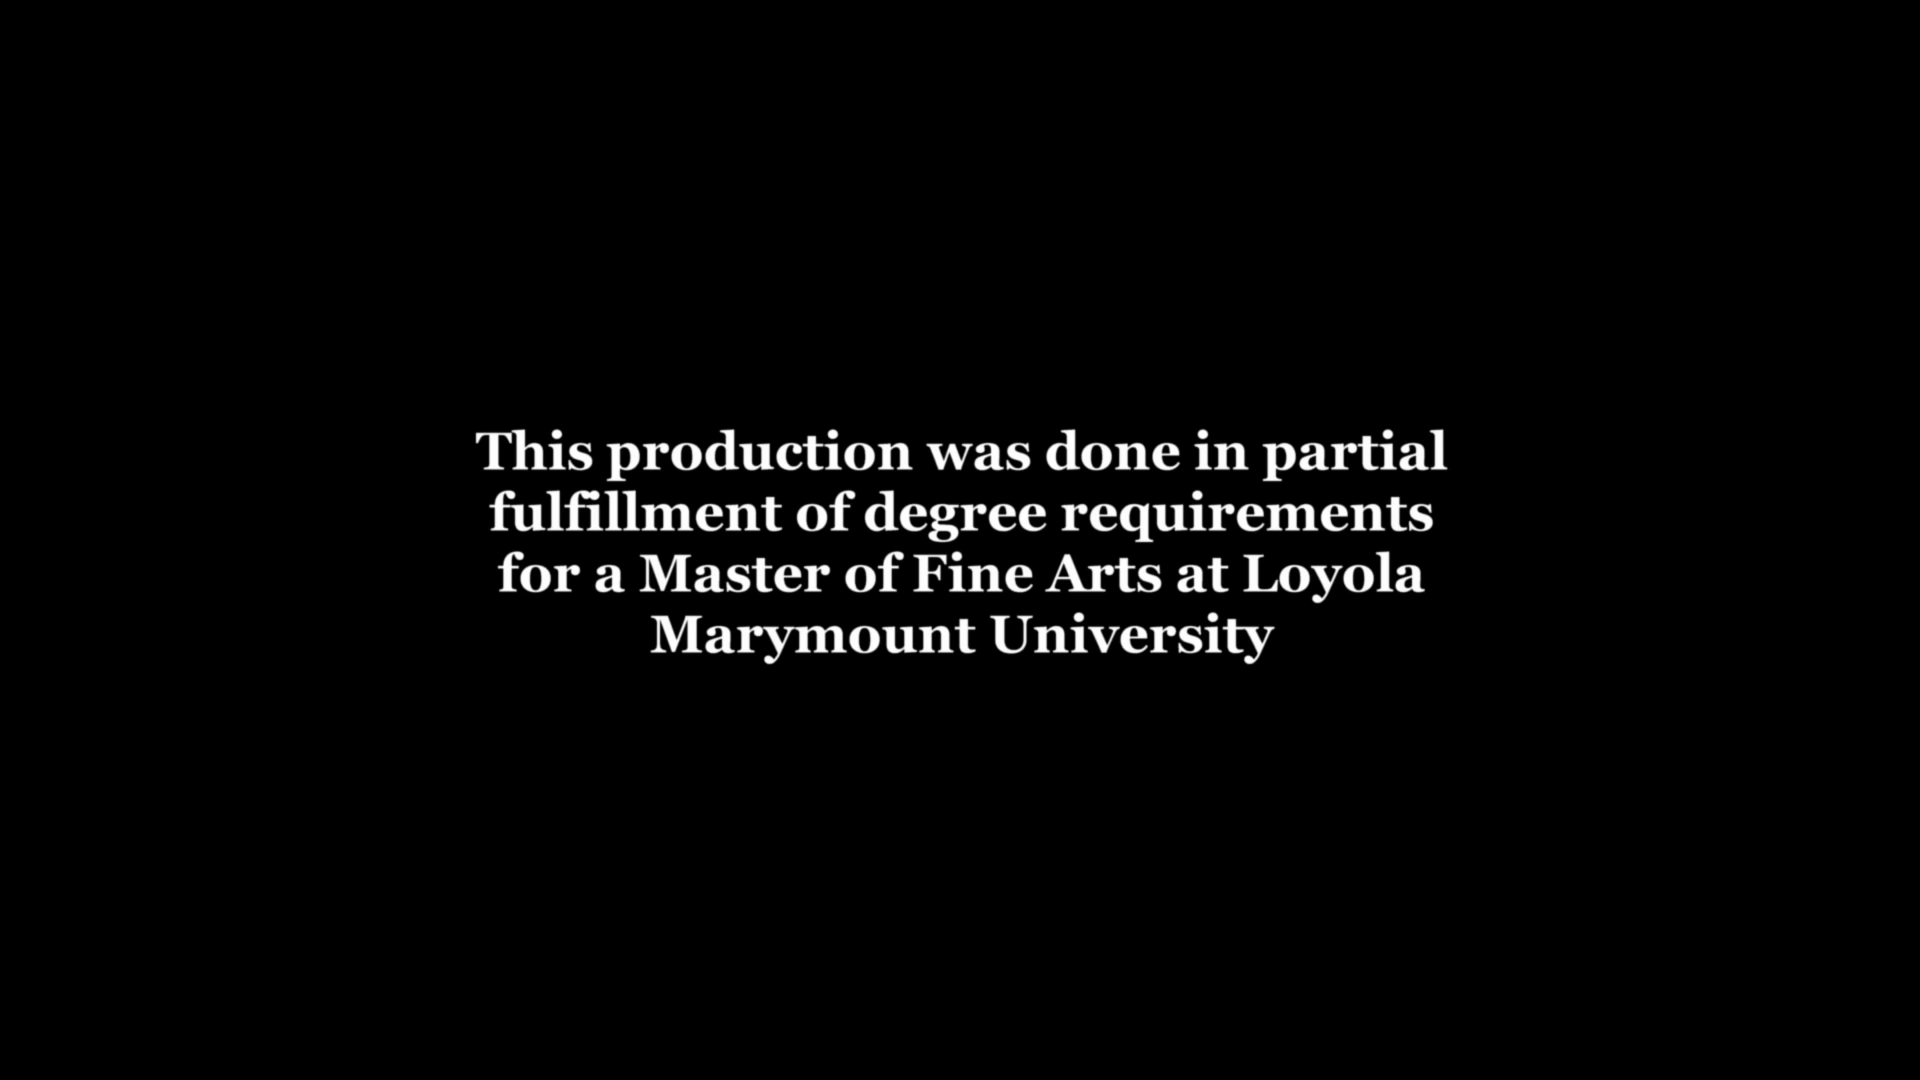 This production was done in partial
fulfillment of degree requirements
for a Master of Fine Arts at Loyola
Marymount University